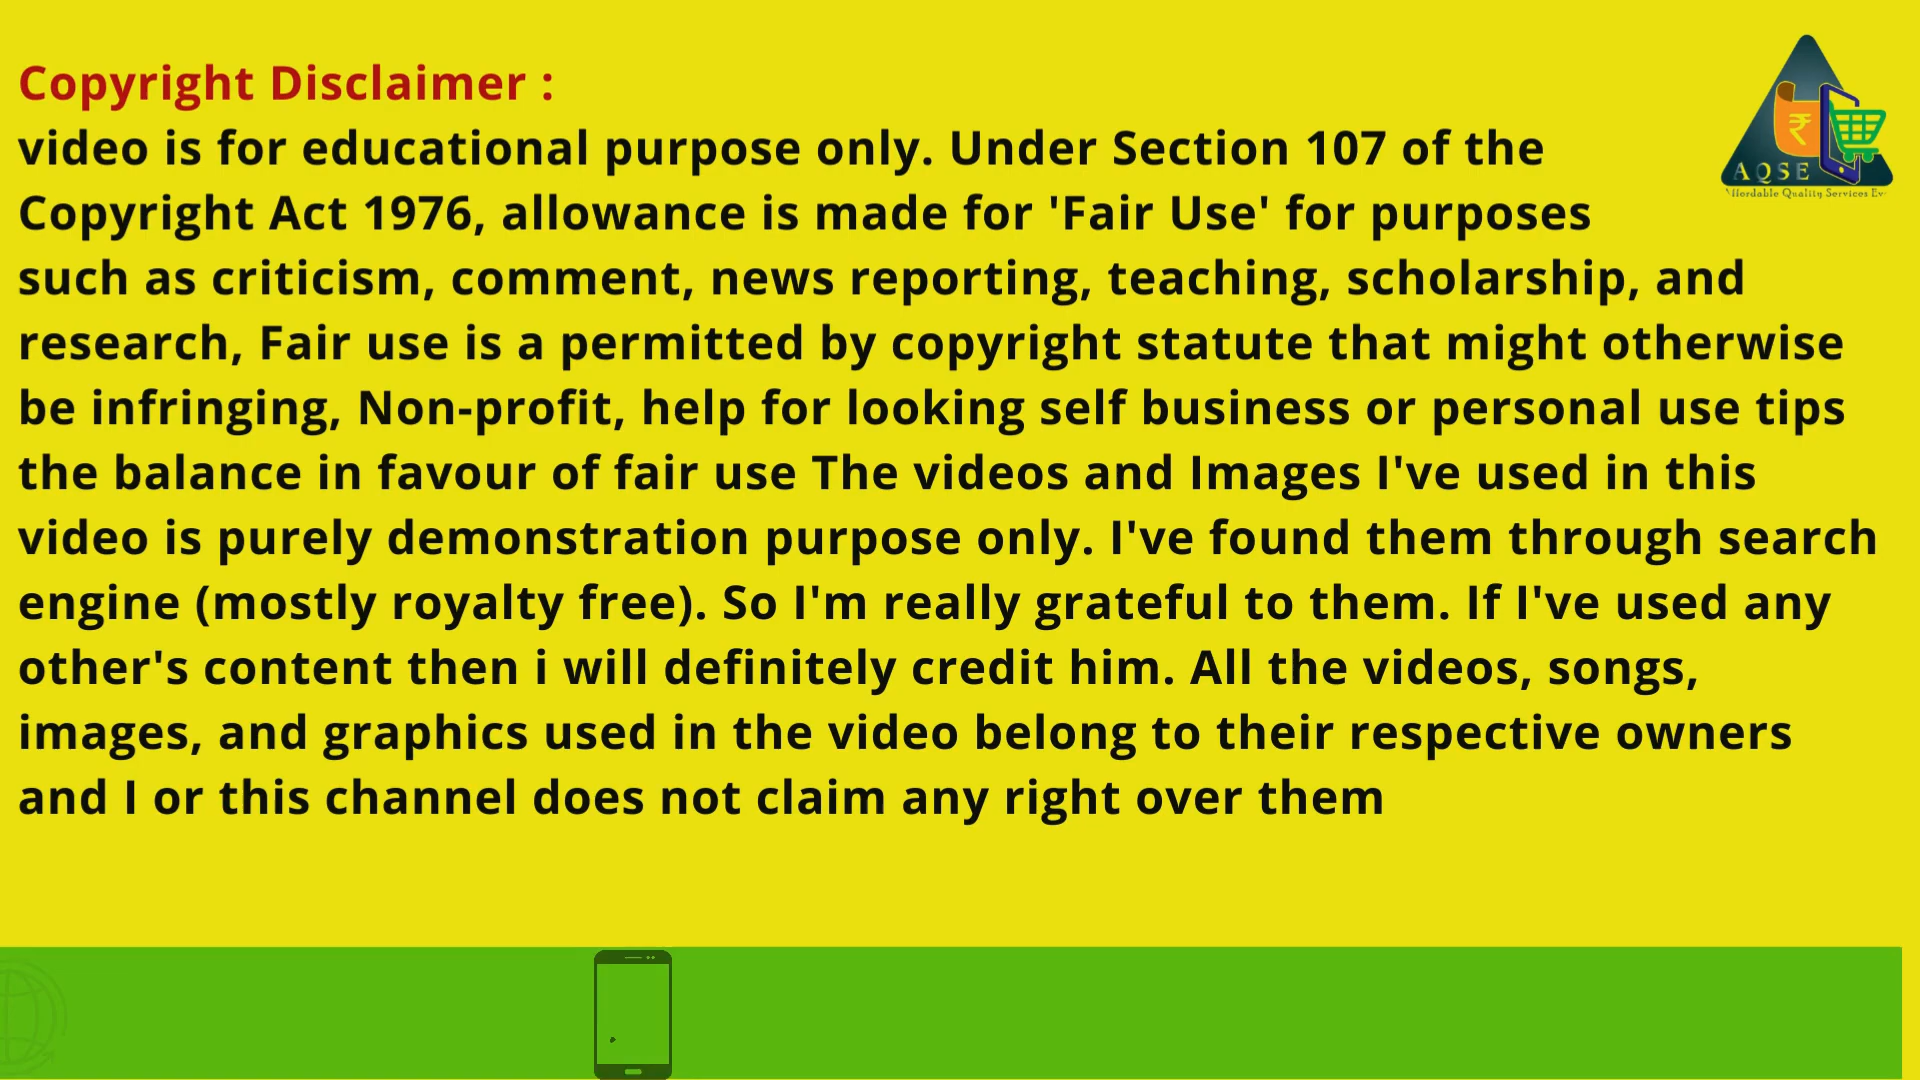 Copyright Disclaimer :
video is for educational purpose only. Under Section 107 of the
Copyright Act 1976, allowance is made for 'Fair Use' for purposes
such as criticism, comment, news reporting, teaching, scholarship, and
research, Fair use is a permitted by copyright statute that might otherwise
be infringing, Non-profit, help for looking self business or personal use tips
the balance in favour of fair use The videos and Images I've used in this
video is purely demonstration purpose only. I've found them through search
engine (mostly royalty free). So I'm really grateful to them. If I've used any
other's content then i will definitely credit him. All the videos, songs,
images, and graphics used in the video belong to their respective owners
and I or this channel does not claim any right over them
₹
AQSE
Quality Services